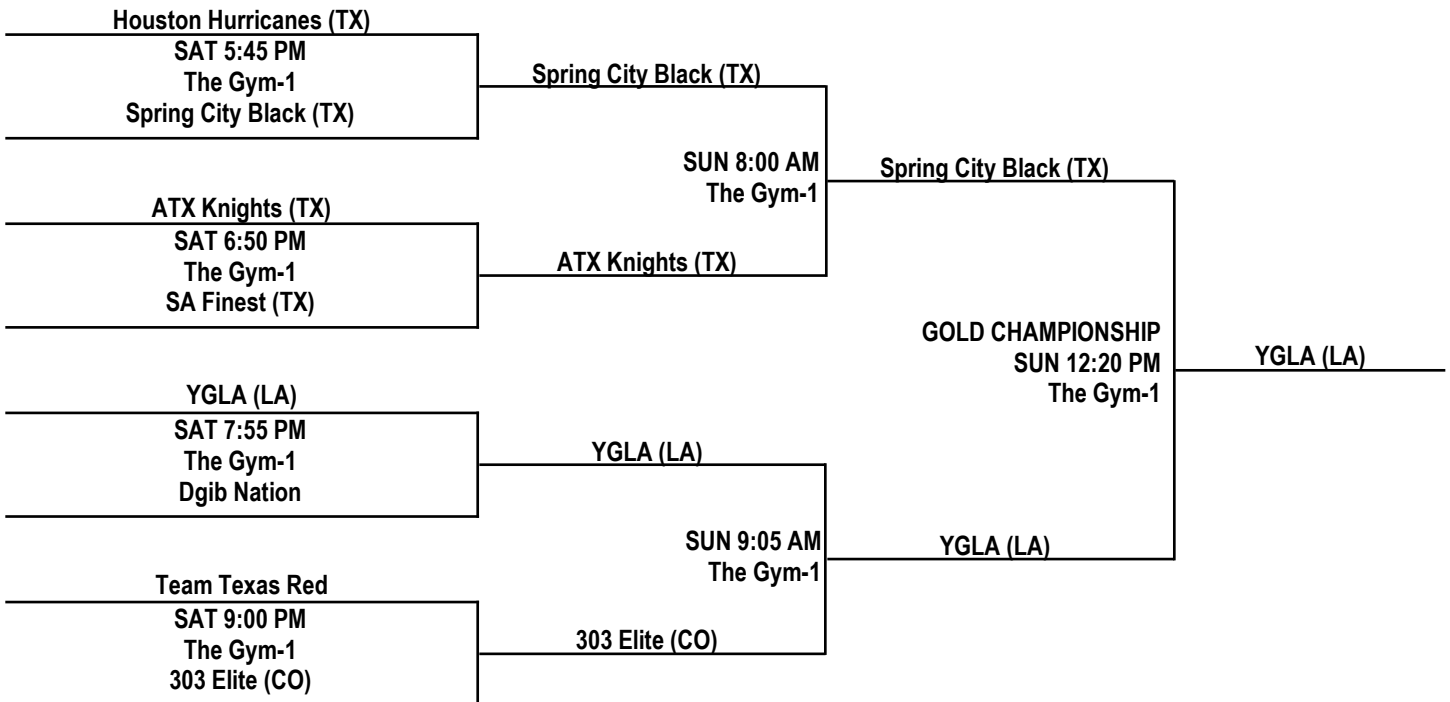 Houston Hurricanes (TX)
SAT 5:45 PM
The Gym-1
Spring City Black (TX)
ATX Knights (TX)
SAT 6:50 PM
The Gym-1
SA Finest (TX)
YGLA (LA)
SAT 7:55 PM
The Gym-1
Dgib Nation
Team Texas Red
SAT 9:00 PM
The Gym-1
303 Elite (CO)
Spring City Black (TX)
SUN 8:00 AM
The Gym-1
ATX Knights (TX)
YGLA (LA)
SUN 9:05 AM
The Gym-1
303 Elite (CO)
Spring City Black (TX)
GOLD CHAMPIONSHIP
SUN 12:20 PM
The Gym-1
YGLA (LA)
YGLA (LA)